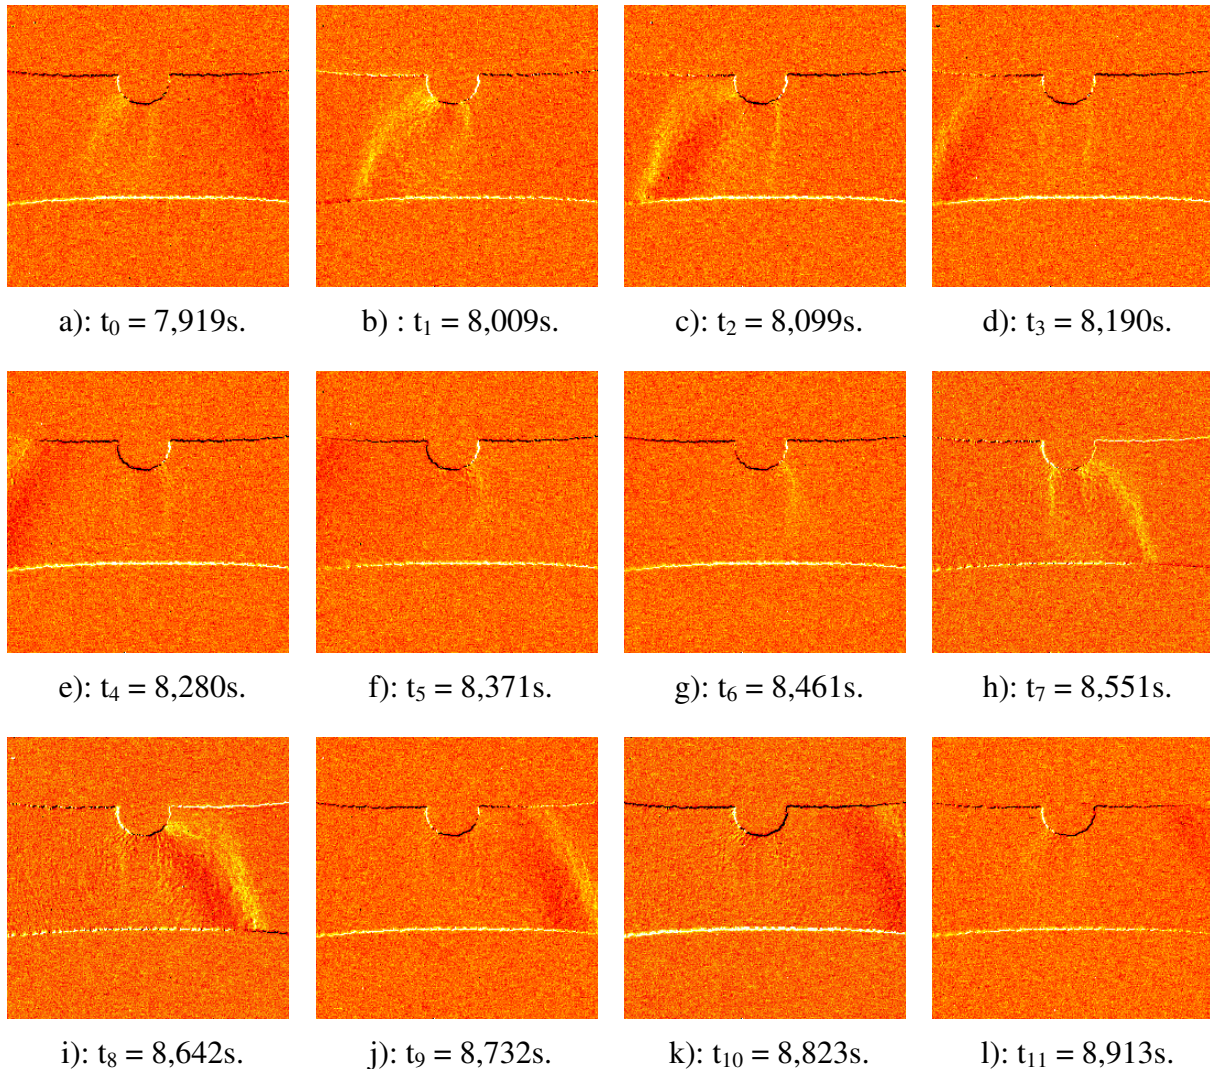 a): t₀ = 7,919s. b) : t₁ = 8,009s. c): t₂ = 8,099s. d): t₃ = 8,190s.
e): t₄ = 8,280s. f): t₅ = 8,371s. g): t₆ = 8,461s. h): t₇ = 8,551s.
i): t₈ = 8,642s. j): t₉ = 8,732s. k): t₁₀ = 8,823s. l): t₁₁ = 8,913s.